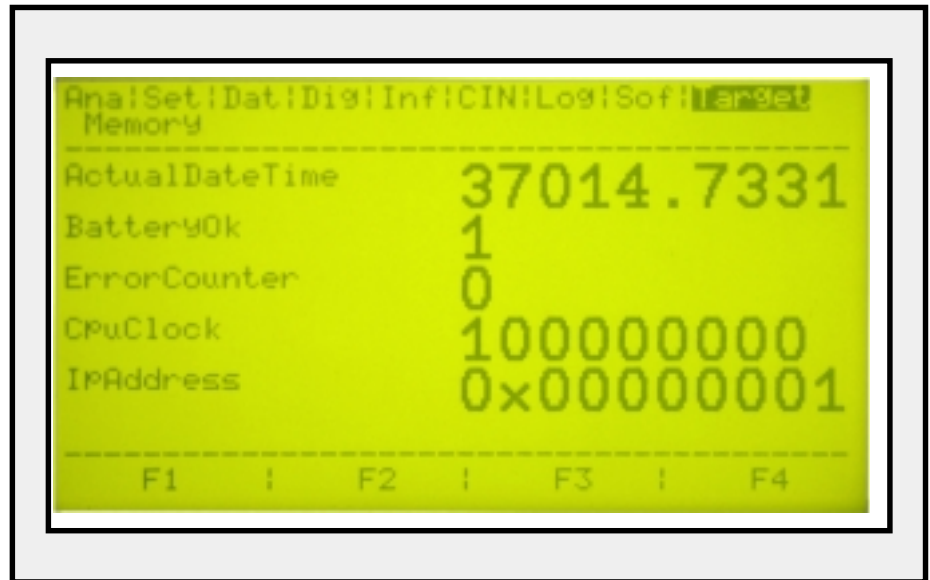 Ana¦Set¦Dat¦Dig¦Inf¦CIN¦Log¦Sof¦Target
Memory
ActualDateTime 37014.7331
BatteryOk 1
ErrorCounter 0
CpuClock 100000000
IpAddress 0x00000001
F1 ¦ F2 ¦ F3 ¦ F4